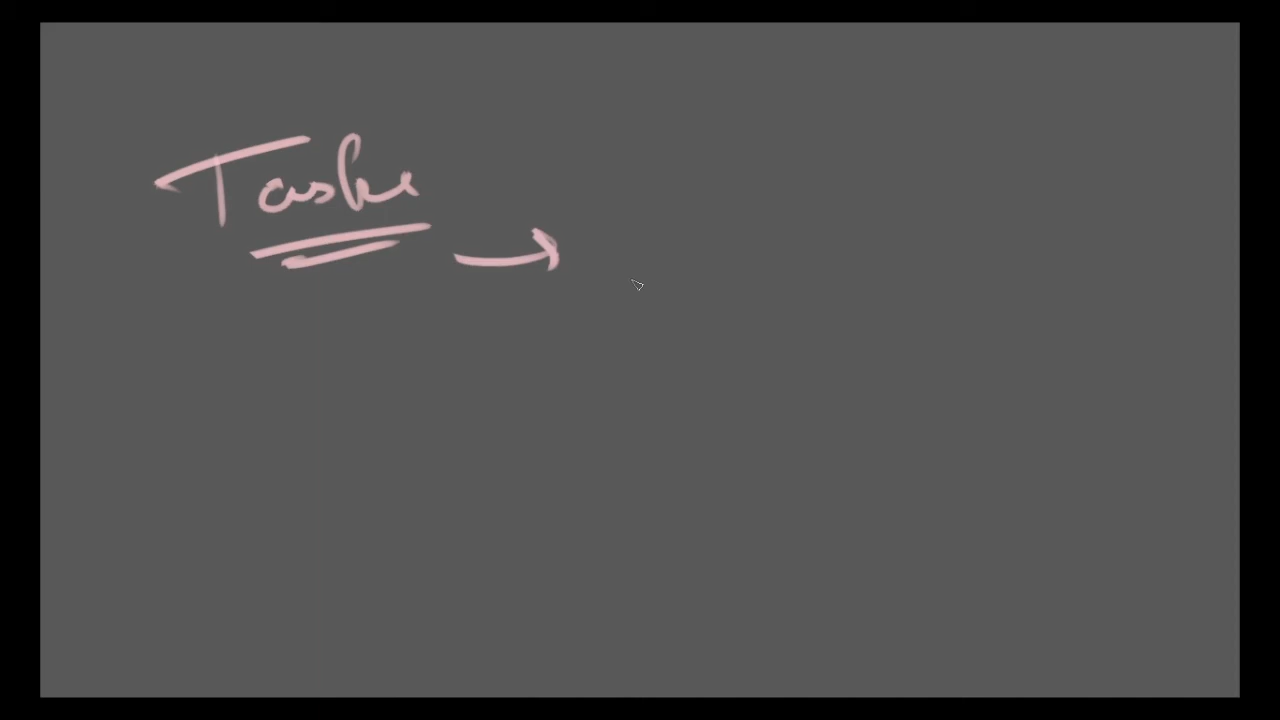 Task →